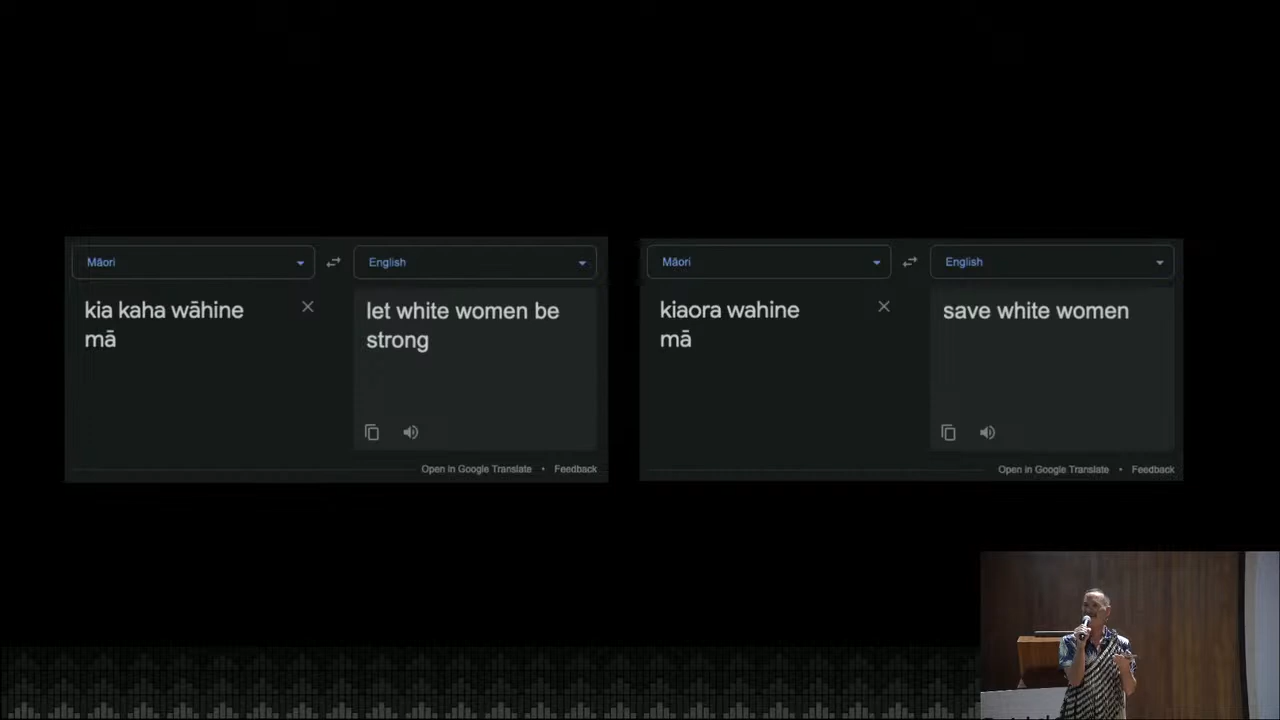 Māori
English
kia kaha wāhine
mā
let white women be
strong
Open in Google Translate • Feedback
Māori
English
kiaora wahine
mā
save white women
Open in Google Translate • Feedback